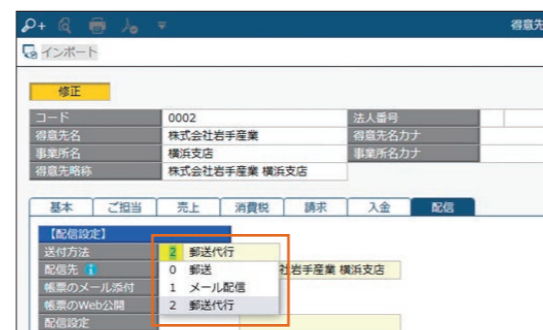 得意先
インポート
修正
コード 0002 法人番号
得意先名 株式会社岩手産業 得意先名カナ
事業所名 横浜支店 事業所名カナ
得意先略称 株式会社岩手産業 横浜支店
基本 ご担当 売上 消費税 請求 入金 配信
【配信設定】
送付方法 2 郵送代行
配信先 0 郵送 社岩手産業 横浜支店
帳票のメール添付 1 メール配信
帳票のWeb公開 2 郵送代行
配信設定